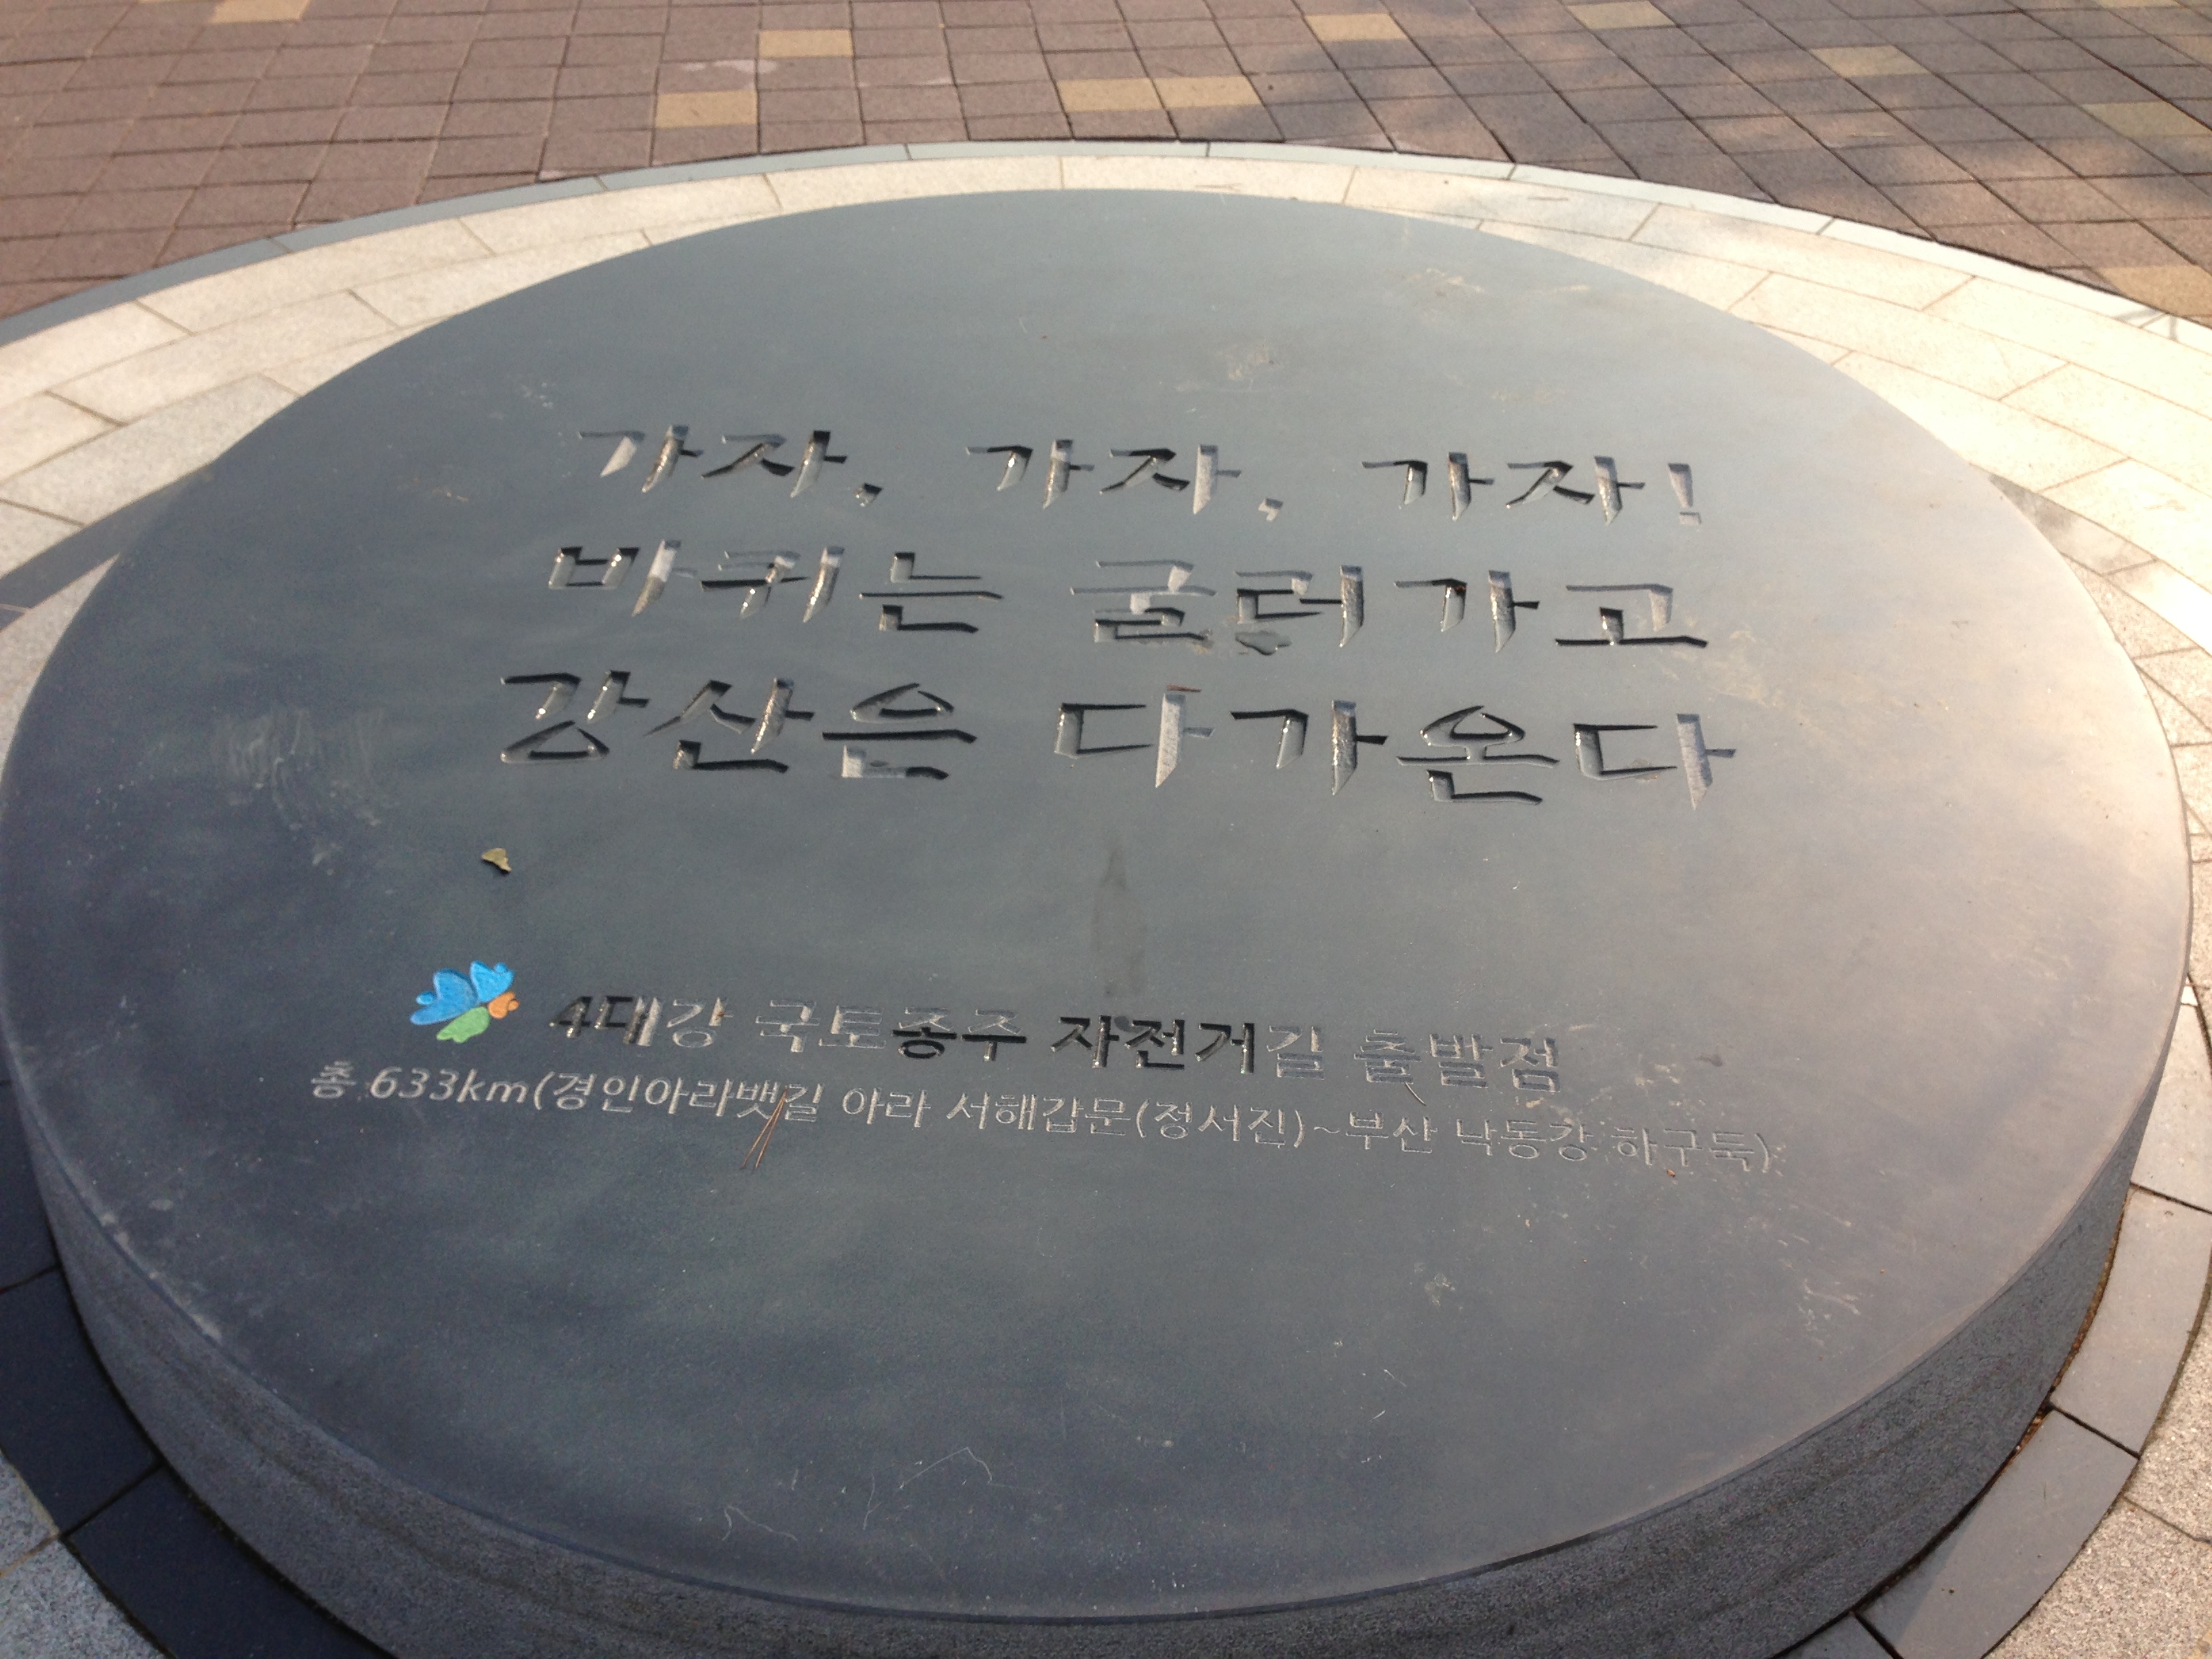 가자, 가자, 가자!
바퀴는 굴러가고
강산은 다가온다
4대강 국토종주 자전거길 출발점
총 633km(경인아라뱃길 아라 서해갑문(정서진)~부산 낙동강 하구둑)